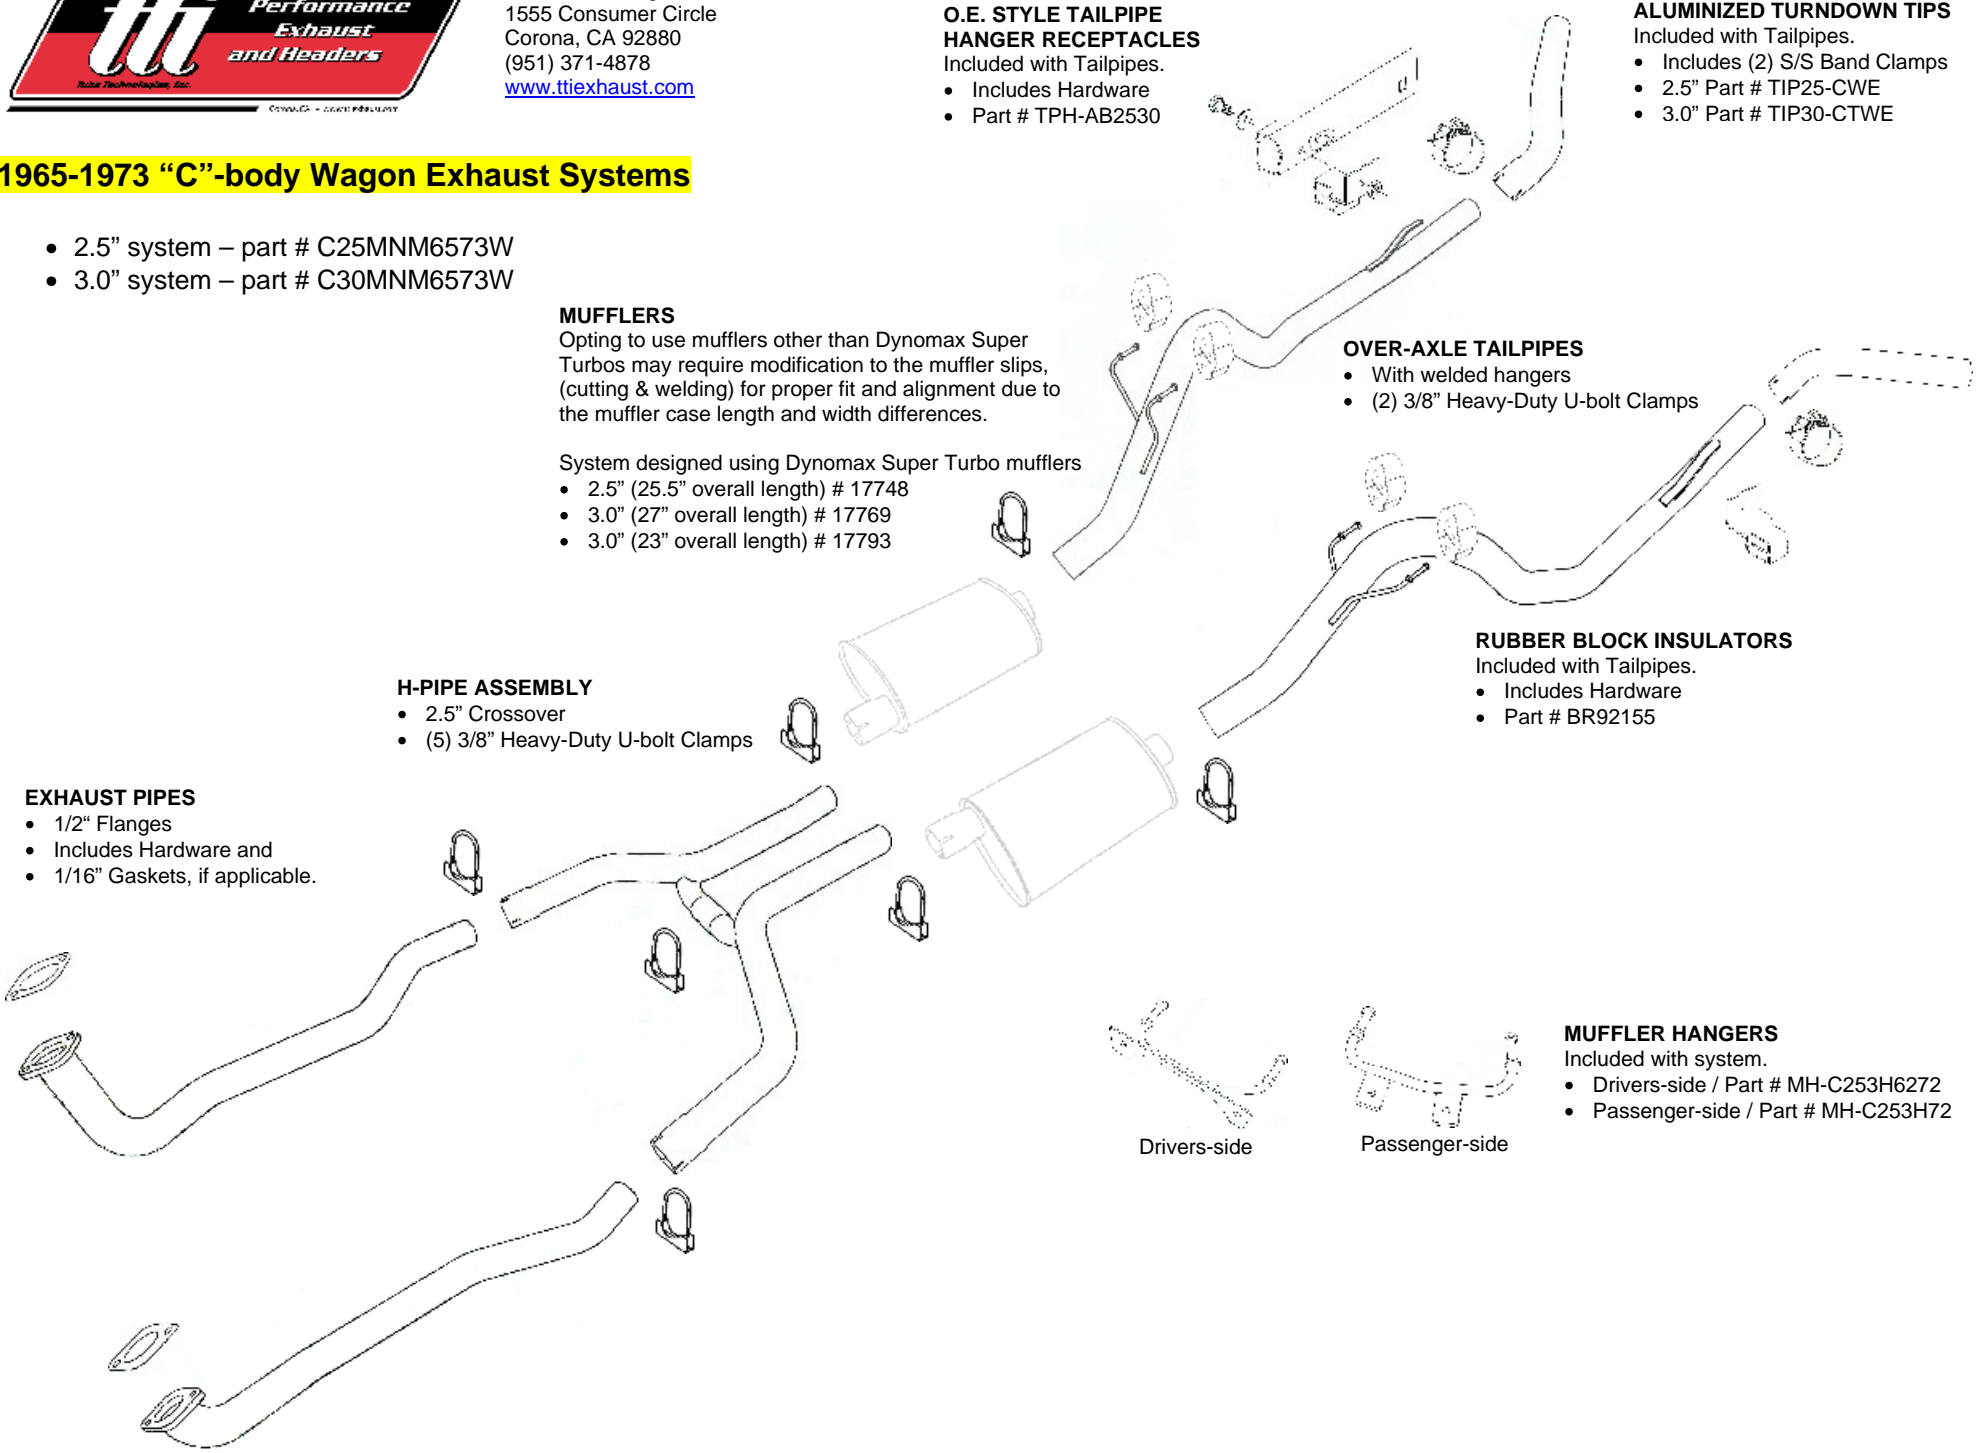 Performance
Exhaust
and Headers
tti
Tube Technologies, Inc.
1555 Consumer Circle
Corona, CA 92880
(951) 371-4878
www.ttiexhaust.com
O.E. STYLE TAILPIPE
HANGER RECEPTACLES
Included with Tailpipes.
• Includes Hardware
• Part # TPH-AB2530
ALUMINIZED TURNDOWN TIPS
Included with Tailpipes.
• Includes (2) S/S Band Clamps
• 2.5” Part # TIP25-CWE
• 3.0” Part # TIP30-CTWE
1965-1973 “C”-body Wagon Exhaust Systems
• 2.5” system – part # C25MNM6573W
• 3.0” system – part # C30MNM6573W
MUFFLERS
Opting to use mufflers other than Dynomax Super
Turbos may require modification to the muffler slips,
(cutting & welding) for proper fit and alignment due to
the muffler case length and width differences.
System designed using Dynomax Super Turbo mufflers
• 2.5” (25.5” overall length) # 17748
• 3.0” (27” overall length) # 17769
• 3.0” (23” overall length) # 17793
OVER-AXLE TAILPIPES
• With welded hangers
• (2) 3/8” Heavy-Duty U-bolt Clamps
RUBBER BLOCK INSULATORS
Included with Tailpipes.
• Includes Hardware
• Part # BR92155
H-PIPE ASSEMBLY
• 2.5” Crossover
• (5) 3/8” Heavy-Duty U-bolt Clamps
EXHAUST PIPES
• 1/2“ Flanges
• Includes Hardware and
• 1/16” Gaskets, if applicable.
MUFFLER HANGERS
Included with system.
• Drivers-side / Part # MH-C253H6272
• Passenger-side / Part # MH-C253H72
Drivers-side
Passenger-side